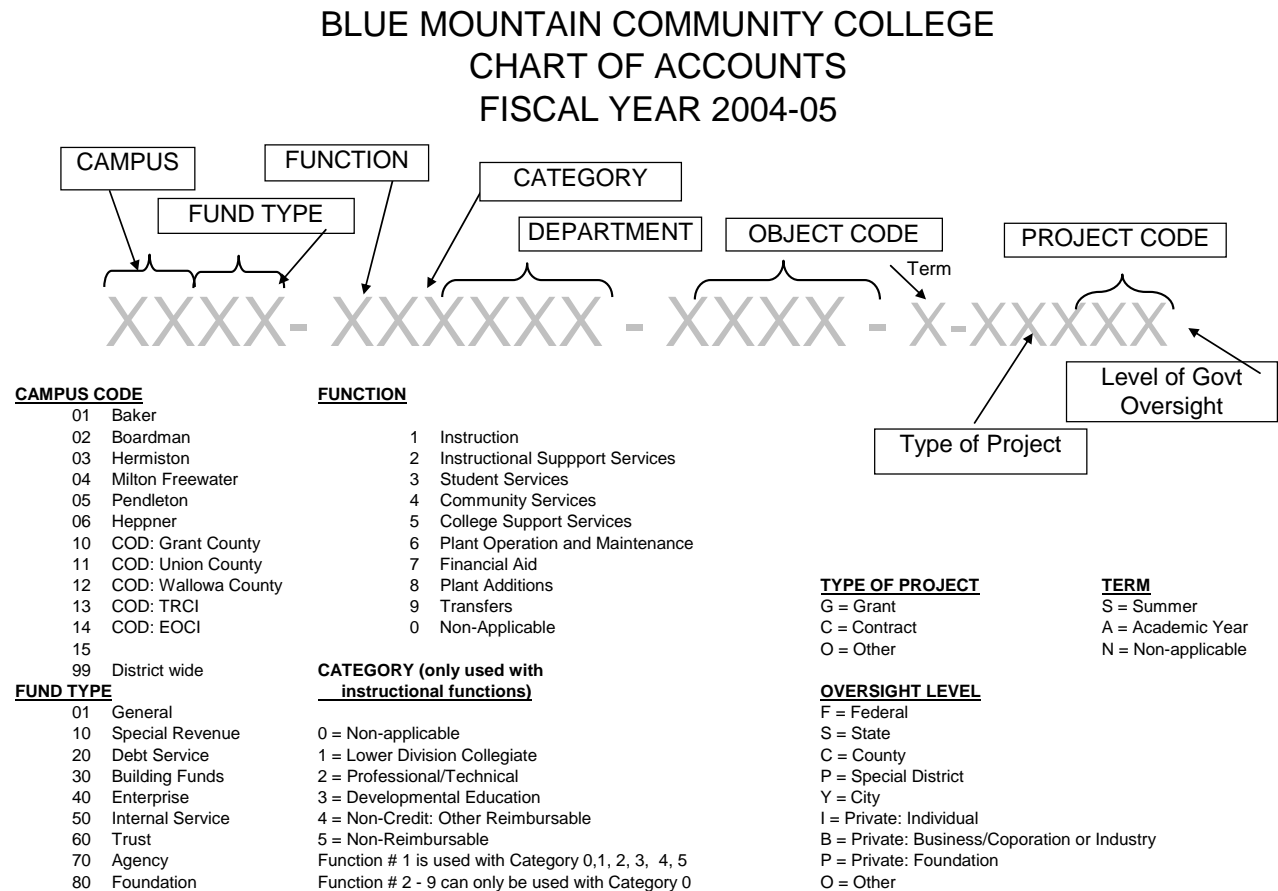 BLUE MOUNTAIN COMMUNITY COLLEGE
CHART OF ACCOUNTS
FISCAL YEAR 2004-05
CAMPUS
FUNCTION
CATEGORY
FUND TYPE
DEPARTMENT
OBJECT CODE
PROJECT CODE
Term
XXXX- XXXXXX - XXXX - X-XXXXX
Level of Govt
Oversight
Type of Project
CAMPUS CODE
01 Baker
02 Boardman
03 Hermiston
04 Milton Freewater
05 Pendleton
06 Heppner
10 COD: Grant County
11 COD: Union County
12 COD: Wallowa County
13 COD: TRCI
14 COD: EOCI
15
99 District wide
FUND TYPE
01 General
10 Special Revenue
20 Debt Service
30 Building Funds
40 Enterprise
50 Internal Service
60 Trust
70 Agency
80 Foundation
FUNCTION
1 Instruction
2 Instructional Suppport Services
3 Student Services
4 Community Services
5 College Support Services
6 Plant Operation and Maintenance
7 Financial Aid
8 Plant Additions
9 Transfers
0 Non-Applicable
CATEGORY (only used with
instructional functions)
0 = Non-applicable
1 = Lower Division Collegiate
2 = Professional/Technical
3 = Developmental Education
4 = Non-Credit: Other Reimbursable
5 = Non-Reimbursable
Function # 1 is used with Category 0,1, 2, 3, 4, 5
Function # 2 - 9 can only be used with Category 0
TYPE OF PROJECT
G = Grant
C = Contract
O = Other
TERM
S = Summer
A = Academic Year
N = Non-applicable
OVERSIGHT LEVEL
F = Federal
S = State
C = County
P = Special District
Y = City
I = Private: Individual
B = Private: Business/Coporation or Industry
P = Private: Foundation
O = Other